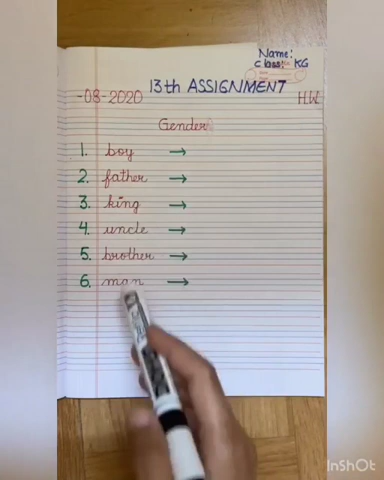 Name:
Class: KG
13th ASSIGNMENT
-08-2020
H.W
Gender
1. boy →
2. father →
3. king →
4. uncle →
5. brother →
6. man →
InShOt